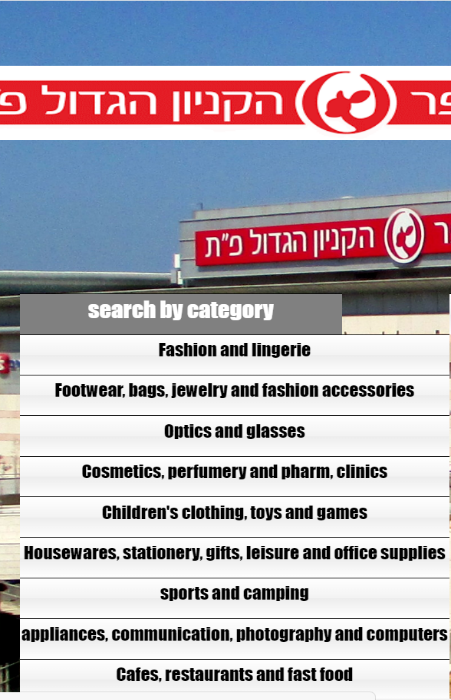 הקניון הגדול פ"ת
הקניון הגדול פ״ת
search by category
Fashion and lingerie
Footwear, bags, jewelry and fashion accessories
Optics and glasses
Cosmetics, perfumery and pharm, clinics
Children's clothing, toys and games
Housewares, stationery, gifts, leisure and office supplies
sports and camping
appliances, communication, photography and computers
Cafes, restaurants and fast food